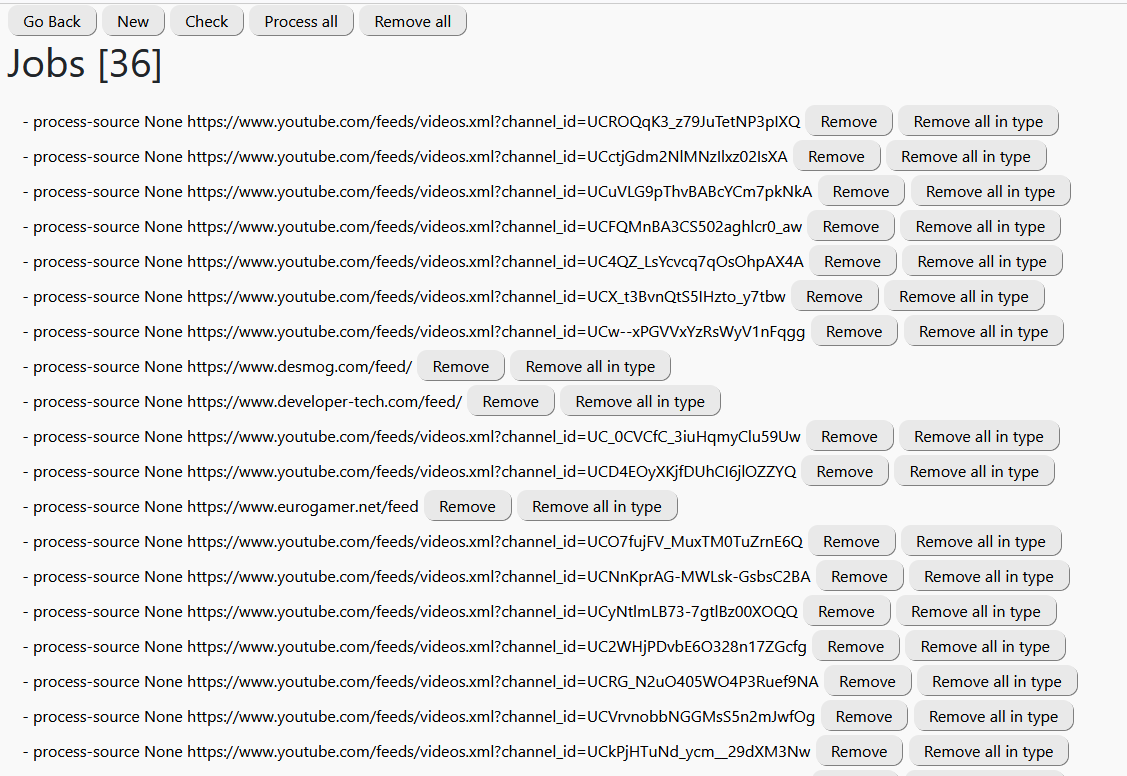 Go Back New Check Process all Remove all
Jobs [36]
- process-source None https://www.youtube.com/feeds/videos.xml?channel_id=UCROQqK3_z79JuTetNP3pIXQ Remove Remove all in type
- process-source None https://www.youtube.com/feeds/videos.xml?channel_id=UCctjGdm2NlMNzIlxz02IsXA Remove Remove all in type
- process-source None https://www.youtube.com/feeds/videos.xml?channel_id=UCuVLG9pThvBABcYCm7pkNkA Remove Remove all in type
- process-source None https://www.youtube.com/feeds/videos.xml?channel_id=UCFQMnBA3CS502aghlcr0_aw Remove Remove all in type
- process-source None https://www.youtube.com/feeds/videos.xml?channel_id=UC4QZ_LsYcvcq7qOsOhpAX4A Remove Remove all in type
- process-source None https://www.youtube.com/feeds/videos.xml?channel_id=UCX_t3BvnQtS5IHzto_y7tbw Remove Remove all in type
- process-source None https://www.youtube.com/feeds/videos.xml?channel_id=UCw--xPGVVxYzRsWyV1nFqgg Remove Remove all in type
- process-source None https://www.desmog.com/feed/ Remove Remove all in type
- process-source None https://www.developer-tech.com/feed/ Remove Remove all in type
- process-source None https://www.youtube.com/feeds/videos.xml?channel_id=UC_0CVCfC_3iuHqmyClu59Uw Remove Remove all in type
- process-source None https://www.youtube.com/feeds/videos.xml?channel_id=UCD4EOyXKjfDUhCI6jlOZZYQ Remove Remove all in type
- process-source None https://www.eurogamer.net/feed Remove Remove all in type
- process-source None https://www.youtube.com/feeds/videos.xml?channel_id=UCO7fujFV_MuxTM0TuZrnE6Q Remove Remove all in type
- process-source None https://www.youtube.com/feeds/videos.xml?channel_id=UCNnKprAG-MWLsk-GsbsC2BA Remove Remove all in type
- process-source None https://www.youtube.com/feeds/videos.xml?channel_id=UCyNtlmLB73-7gtlBz00XOQQ Remove Remove all in type
- process-source None https://www.youtube.com/feeds/videos.xml?channel_id=UC2WHjPDvbE6O328n17ZGcfg Remove Remove all in type
- process-source None https://www.youtube.com/feeds/videos.xml?channel_id=UCRG_N2uO405WO4P3Ruef9NA Remove Remove all in type
- process-source None https://www.youtube.com/feeds/videos.xml?channel_id=UCVrvnobbNGGMsS5n2mJwfOg Remove Remove all in type
- process-source None https://www.youtube.com/feeds/videos.xml?channel_id=UCkPjHTuNd_ycm__29dXM3Nw Remove Remove all in type